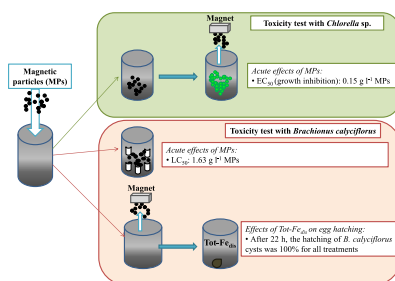 Magnet
Toxicity test with Chlorella sp.
Magnetic
particles (MPs)
Acute effects of MPs:
• EC50 (growth inhibition): 0.15 g l-1 MPs
Toxicity test with Brachionus calyciflorus
Acute effects of MPs:
• LC50: 1.63 g l-1 MPs
Magnet
Tot-Fedis
Effects of Tot-Fedis on egg hatching:
• After 22 h, the hatching of B. calyciflorus
cysts was 100% for all treatments